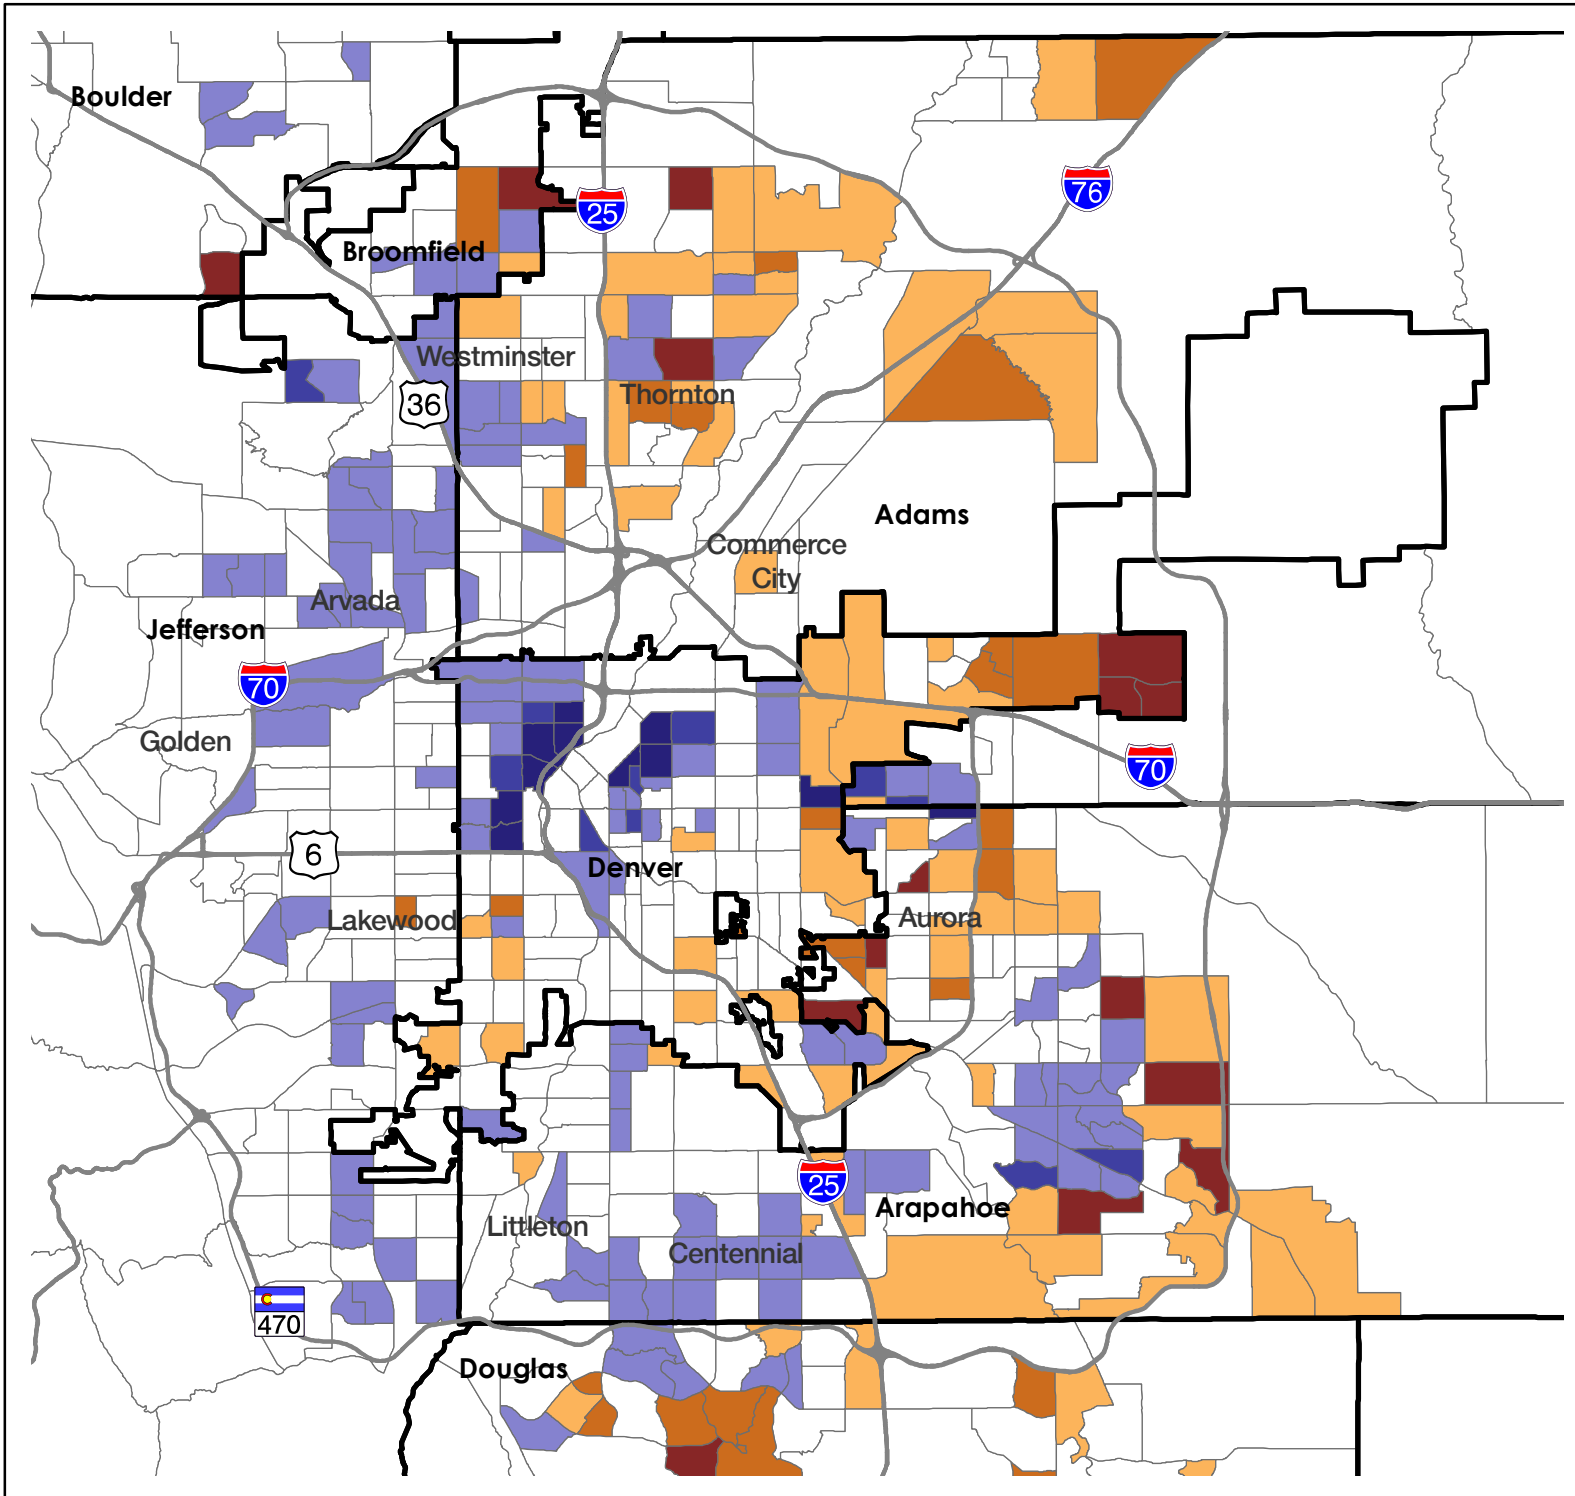 Boulder
76
25
Broomfield
Westminster
Thornton
36
Adams
Commerce
City
Arvada
Jefferson
70
Golden
70
6
Denver
Lakewood
Aurora
25
Arapahoe
Littleton
Centennial
C
470
Douglas